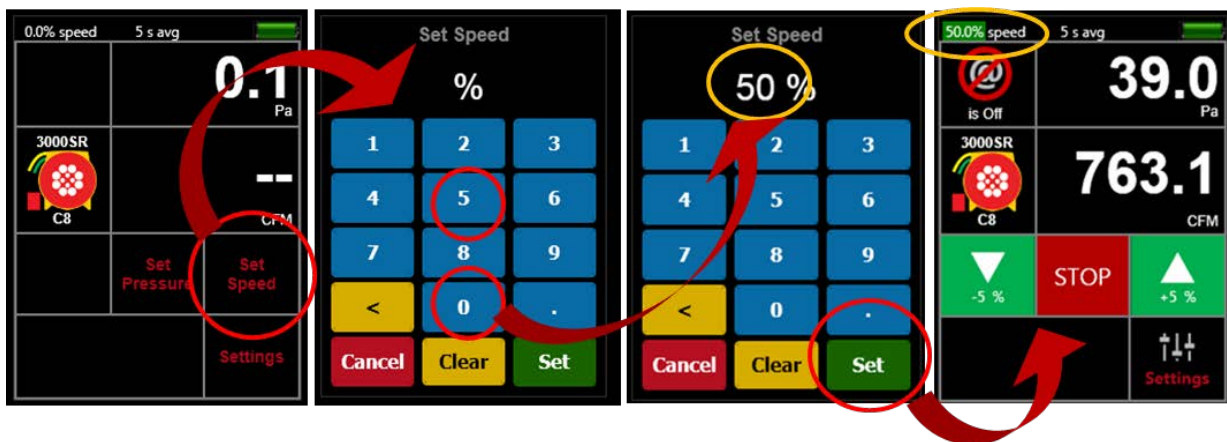 0.0% speed 5 s avg
0.1
Pa
3000SR
C8
--
CFM
Set Pressure
Set Speed
Settings
Set Speed
%
1 2 3
4 5 6
7 8 9
< 0 .
Cancel Clear Set
Set Speed
50 %
1 2 3
4 5 6
7 8 9
< 0 .
Cancel Clear Set
50.0% speed 5 s avg
@
is Off
39.0
Pa
3000SR
C8
763.1
CFM
-5 %
STOP
+5 %
Settings